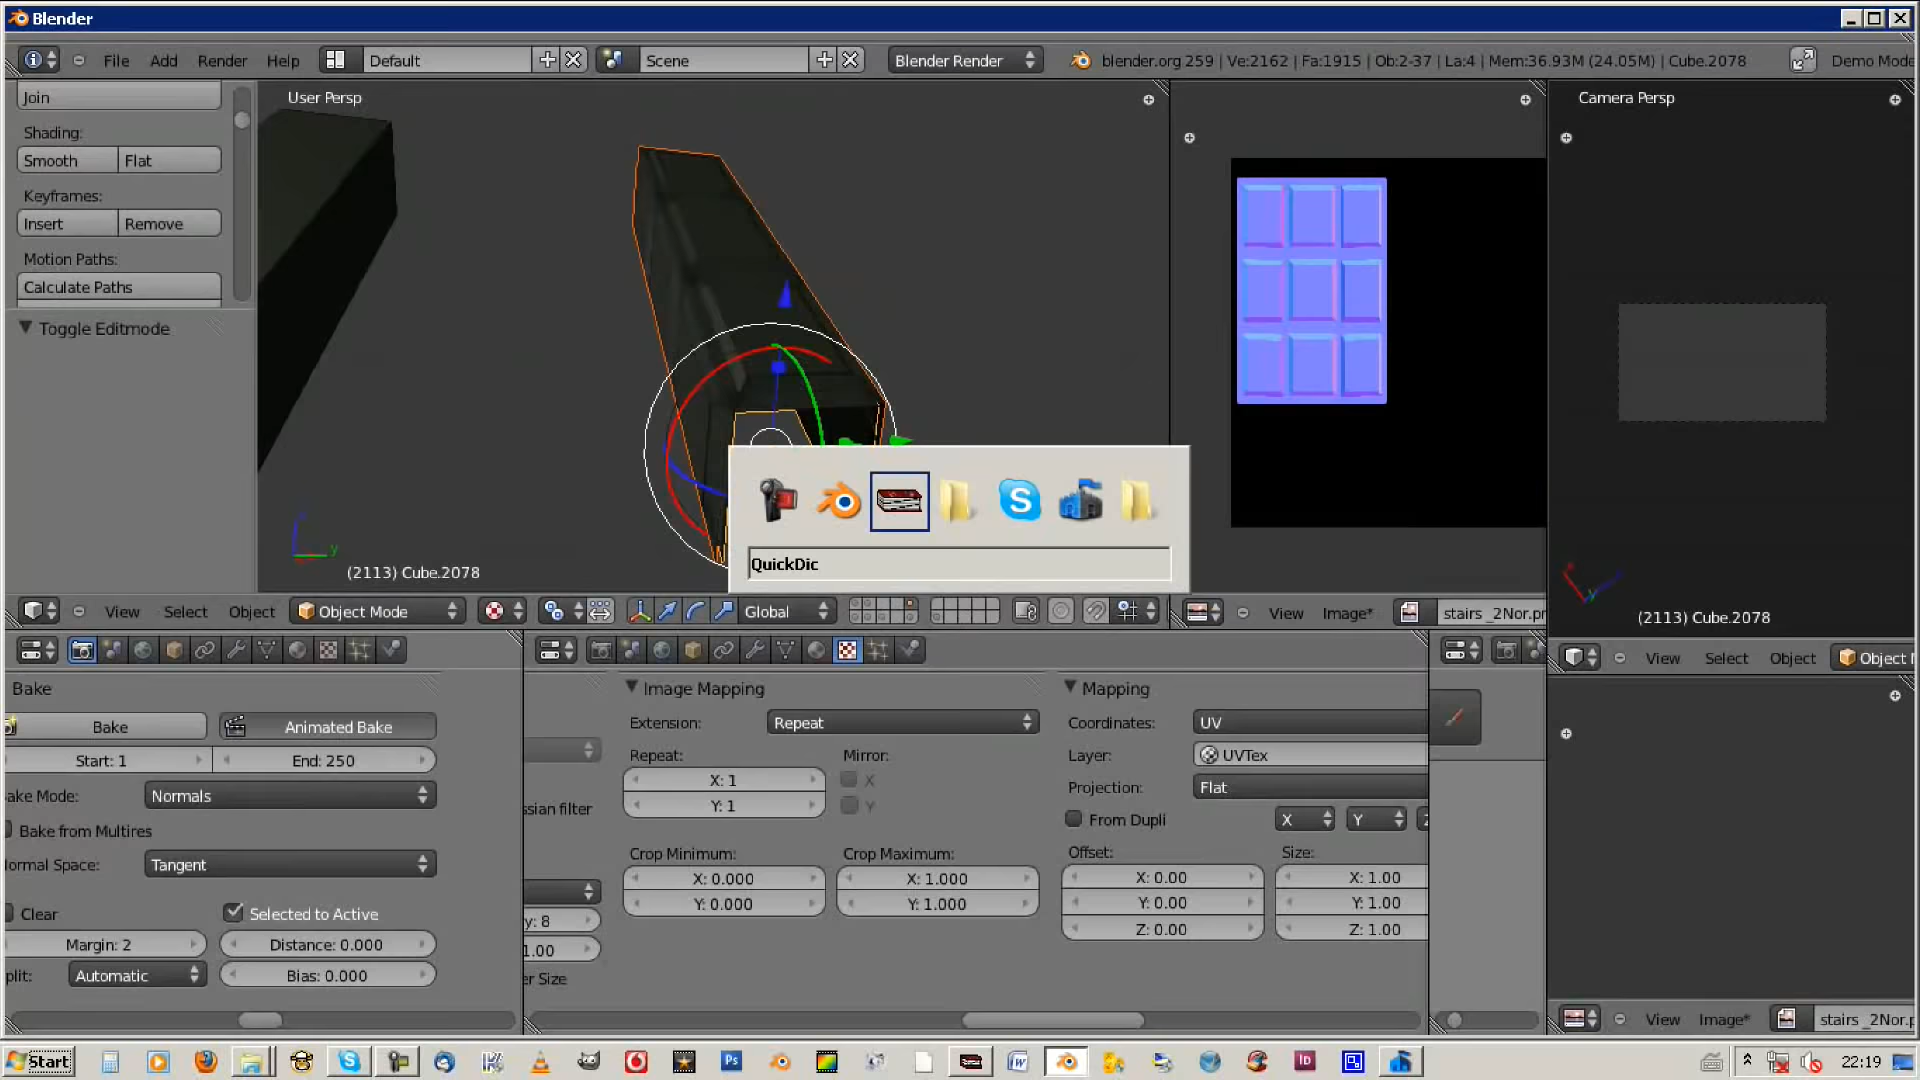 Blender
File Add Render Help Default Scene Blender Render blender.org 259 | Ve:2162 | Fa:1915 | Ob:2-37 | La:4 | Mem:36.93M (24.05M) | Cube.2078 Demo Mode
Join
Shading:
Smooth Flat
Keyframes:
Insert Remove
Motion Paths:
Calculate Paths
Toggle Editmode
User Persp
y
(2113) Cube.2078
QuickDic
Camera Persp
(2113) Cube.2078
View Select Object Object Mode Global
View Image* stairs _2Nor.pr
View Select Object Object
Bake
Bake Animated Bake
Start: 1 End: 250
ake Mode: Normals
Bake from Multires
ormal Space: Tangent
Clear Selected to Active
Margin: 2 Distance: 0.000
plit: Automatic Bias: 0.000
ssian filter
y: 8
1.00
er Size
Image Mapping
Extension: Repeat
Repeat: Mirror:
X: 1 X
Y: 1 Y
Crop Minimum: Crop Maximum:
X: 0.000 X: 1.000
Y: 0.000 Y: 1.000
Mapping
Coordinates: UV
Layer: UVTex
Projection: Flat
From Dupli X Y Z
Offset: Size:
X: 0.00 X: 1.00
Y: 0.00 Y: 1.00
Z: 0.00 Z: 1.00
View Image* stairs _2Nor.p
Start Ps ID 22:19